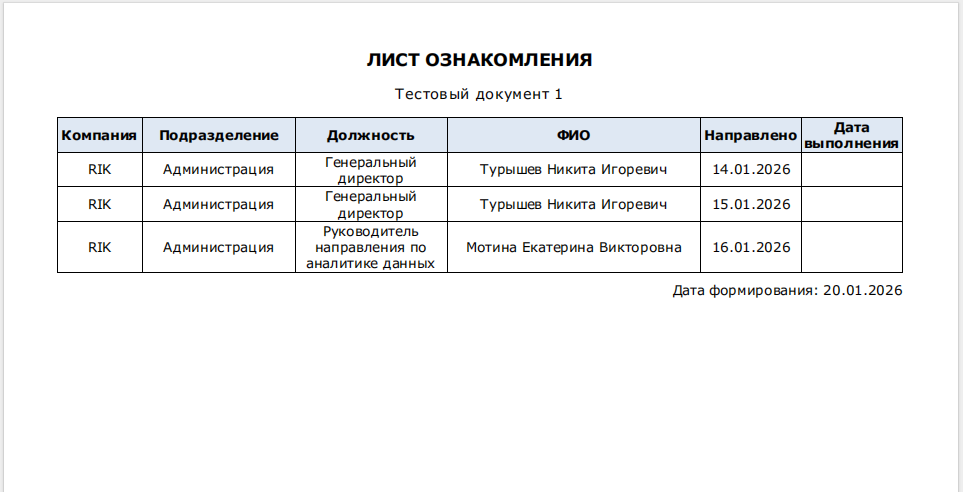 ЛИСТ ОЗНАКОМЛЕНИЯ
Тестовый документ 1
Компания Подразделение Должность ФИО Направлено Дата выполнения
RIK Администрация Генеральный директор Турышев Никита Игоревич 14.01.2026
RIK Администрация Генеральный директор Турышев Никита Игоревич 15.01.2026
RIK Администрация Руководитель направления по аналитике данных Мотина Екатерина Викторовна 16.01.2026
Дата формирования: 20.01.2026